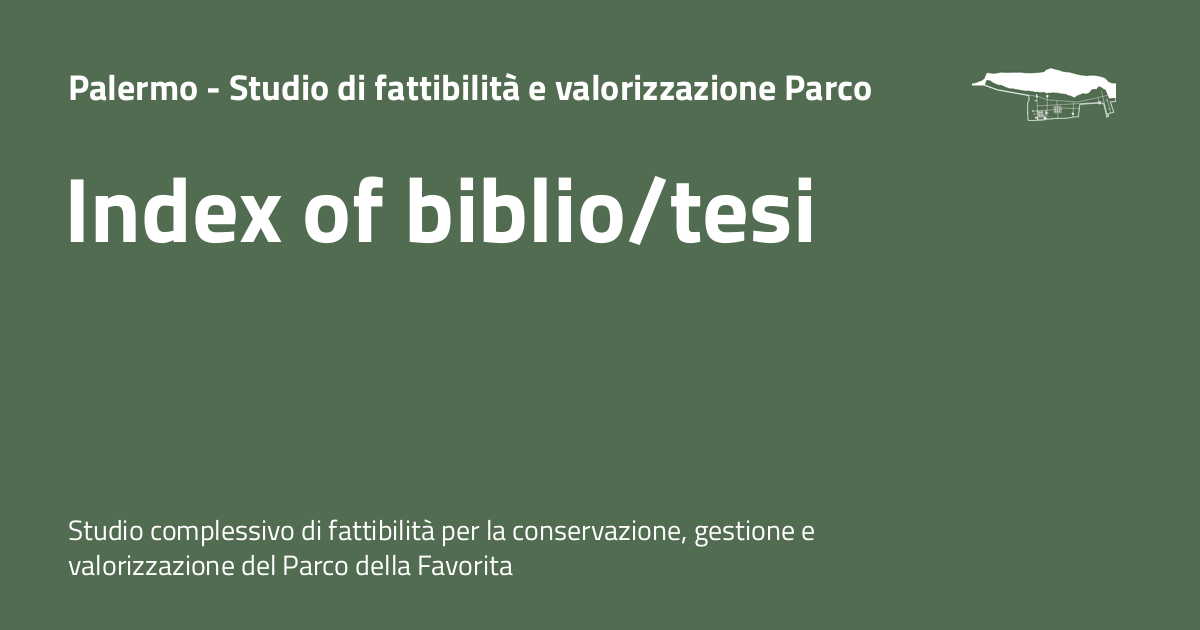 Palermo - Studio di fattibilità e valorizzazione Parco
Index of biblio/tesi
Studio complessivo di fattibilità per la conservazione, gestione e
valorizzazione del Parco della Favorita